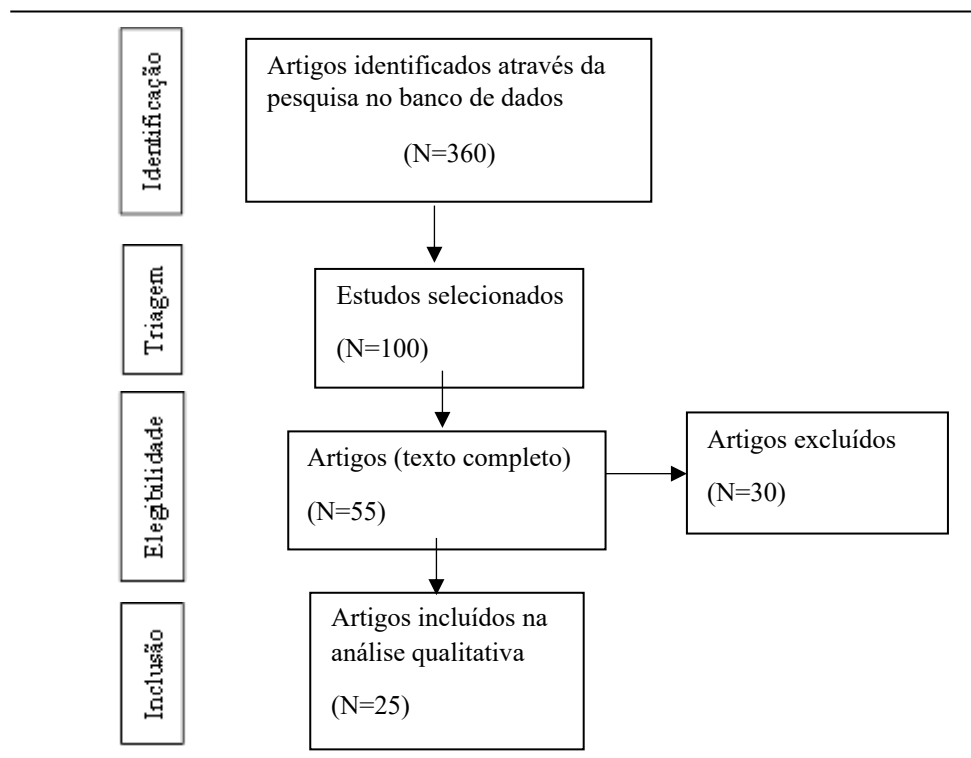 Identificação
Artigos identificados através da
pesquisa no banco de dados
(N=360)
Triagem
Estudos selecionados
(N=100)
Elegibilidade
Artigos (texto completo)
(N=55)
Artigos excluídos
(N=30)
Inclusão
Artigos incluídos na
análise qualitativa
(N=25)